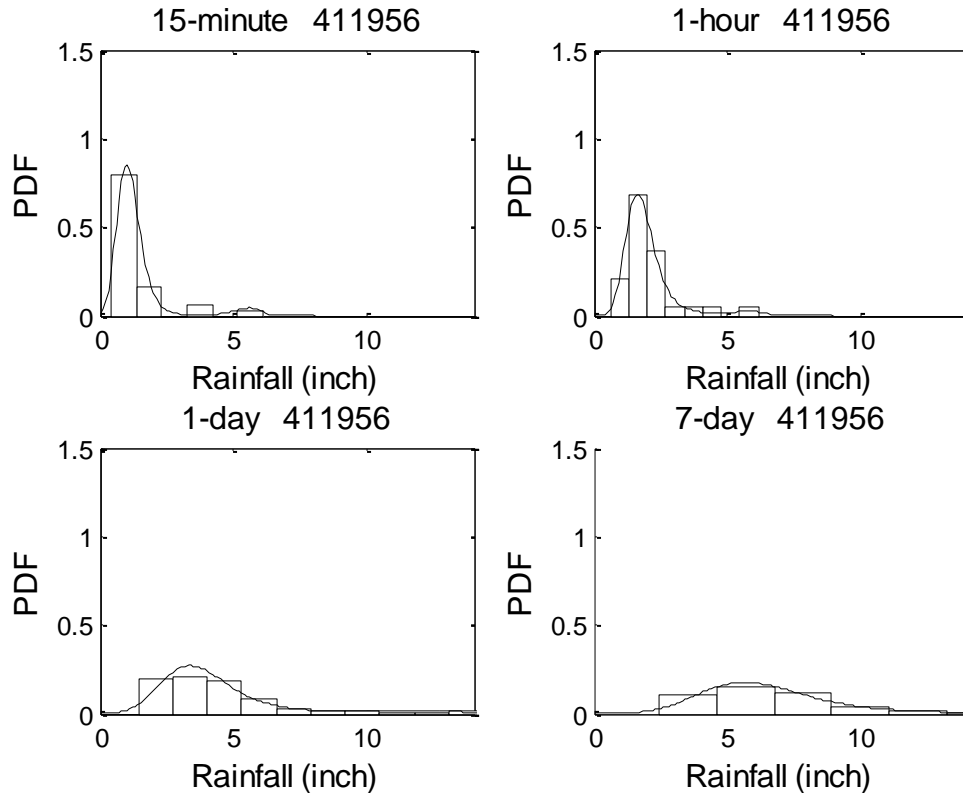 15-minute 411956
1.5
1
0.5
0
PDF
0 5 10
Rainfall (inch)
1-hour 411956
1.5
1
0.5
0
PDF
0 5 10
Rainfall (inch)
1-day 411956
1.5
1
0.5
0
PDF
0 5 10
Rainfall (inch)
7-day 411956
1.5
1
0.5
0
PDF
0 5 10
Rainfall (inch)